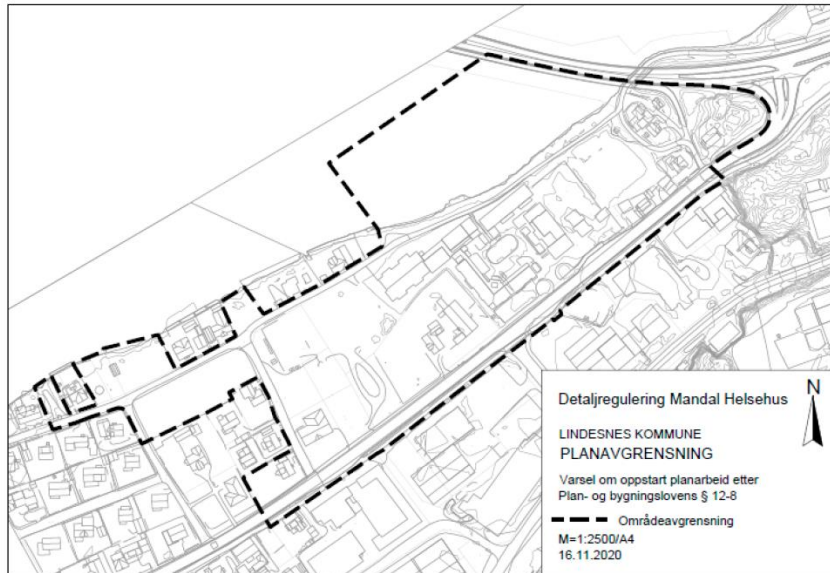 Detaljregulering Mandal Helsehus
N
LINDESNES KOMMUNE
PLANAVGRENSNING
Varsel om oppstart planarbeid etter
Plan- og bygningslovens § 12-8
Områdeavgrensning
M=1:2500/A4
16.11.2020